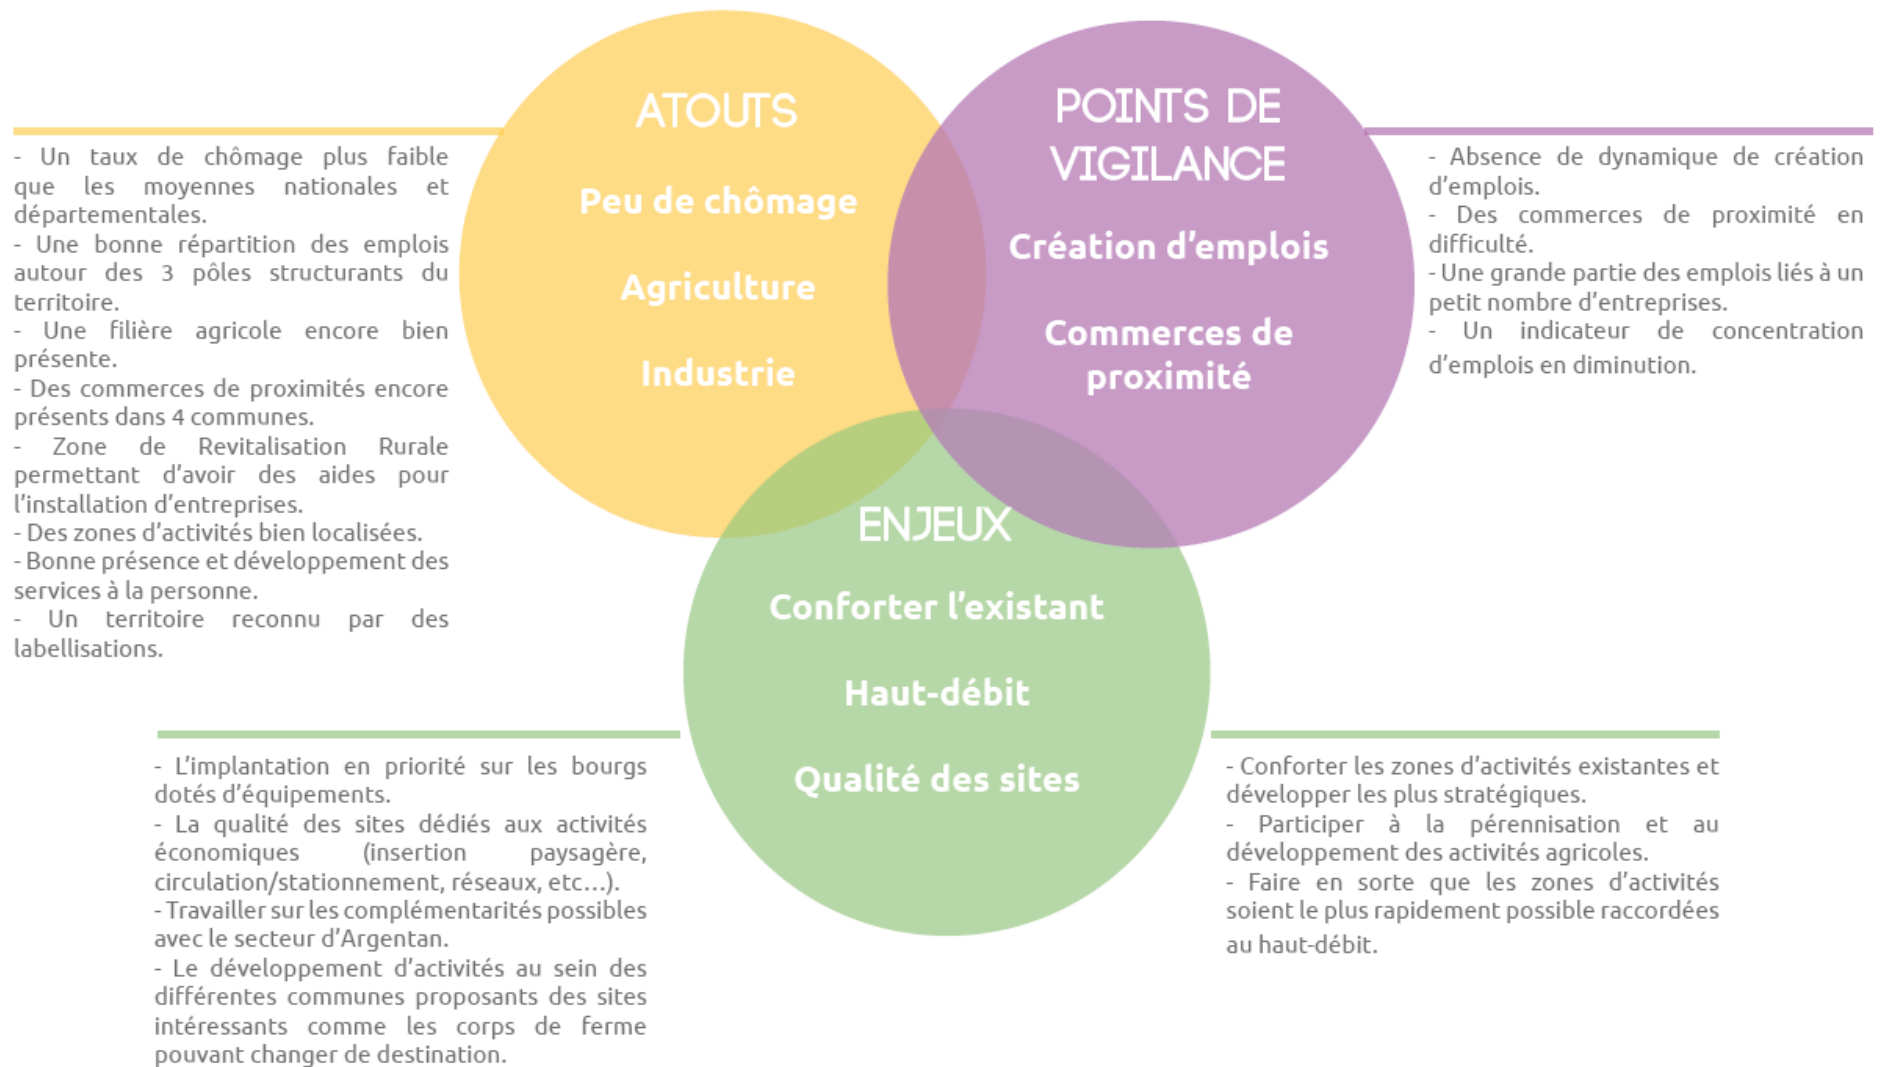 ATOUTS
Peu de chômage
Agriculture
Industrie
- Un taux de chômage plus faible
que les moyennes nationales et
départementales.
- Une bonne répartition des emplois
autour des 3 pôles structurants du
territoire.
- Une filière agricole encore bien
présente.
- Des commerces de proximités encore
présents dans 4 communes.
- Zone de Revitalisation Rurale
permettant d'avoir des aides pour
l'installation d'entreprises.
- Des zones d'activités bien localisées.
- Bonne présence et développement des
services à la personne.
- Un territoire reconnu par des
labellisations.
POINTS DE
VIGILANCE
Création d'emplois
Commerces de
proximité
- Absence de dynamique de création
d'emplois.
- Des commerces de proximité en
difficulté.
- Une grande partie des emplois liés à un
petit nombre d'entreprises.
- Un indicateur de concentration
d'emplois en diminution.
ENJEUX
Conforter l'existant
Haut-débit
Qualité des sites
- L'implantation en priorité sur les bourgs
dotés d'équipements.
- La qualité des sites dédiés aux activités
économiques (insertion paysagère,
circulation/stationnement, réseaux, etc...).
- Travailler sur les complémentarités possibles
avec le secteur d'Argentan.
- Le développement d'activités au sein des
différentes communes proposants des sites
intéressants comme les corps de ferme
pouvant changer de destination.
- Conforter les zones d'activités existantes et
développer les plus stratégiques.
- Participer à la pérennisation et au
développement des activités agricoles.
- Faire en sorte que les zones d'activités
soient le plus rapidement possible raccordées
au haut-débit.